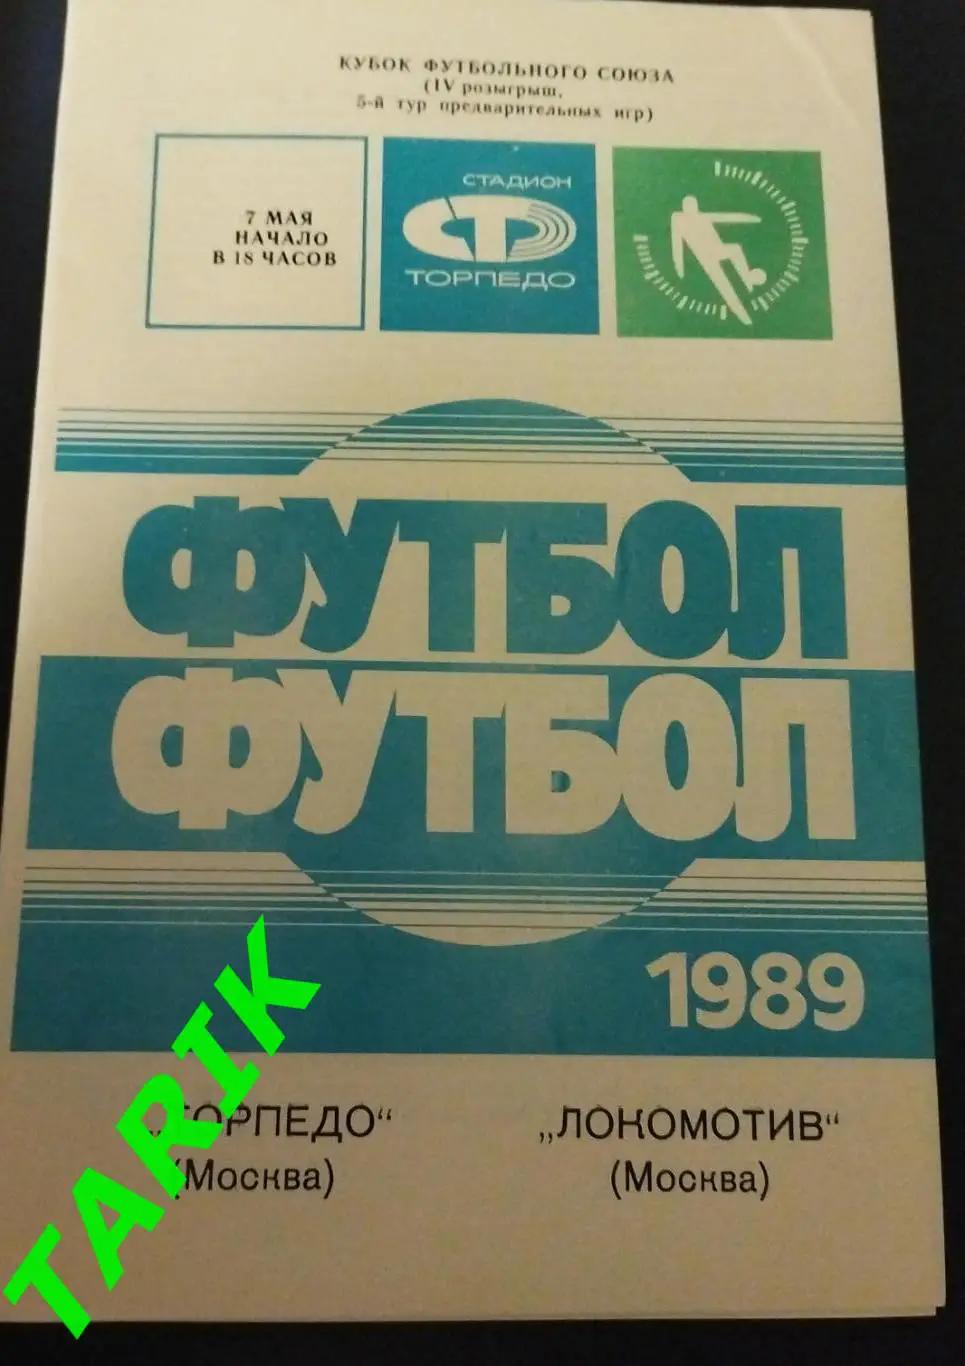 КУБОК ФУТБОЛЬНОГО СОЮЗА
(IV розыгрыш,
5-й тур предварительных игр)
7 МАЯ
НАЧАЛО
В 18 ЧАСОВ
СТАДИОН
СТ
ТОРПЕДО
ФУТБОЛ
ФУТБОЛ
1989
„ТОРПЕДО“
(Москва)
„ЛОКОМОТИВ“
(Москва)
TARIK